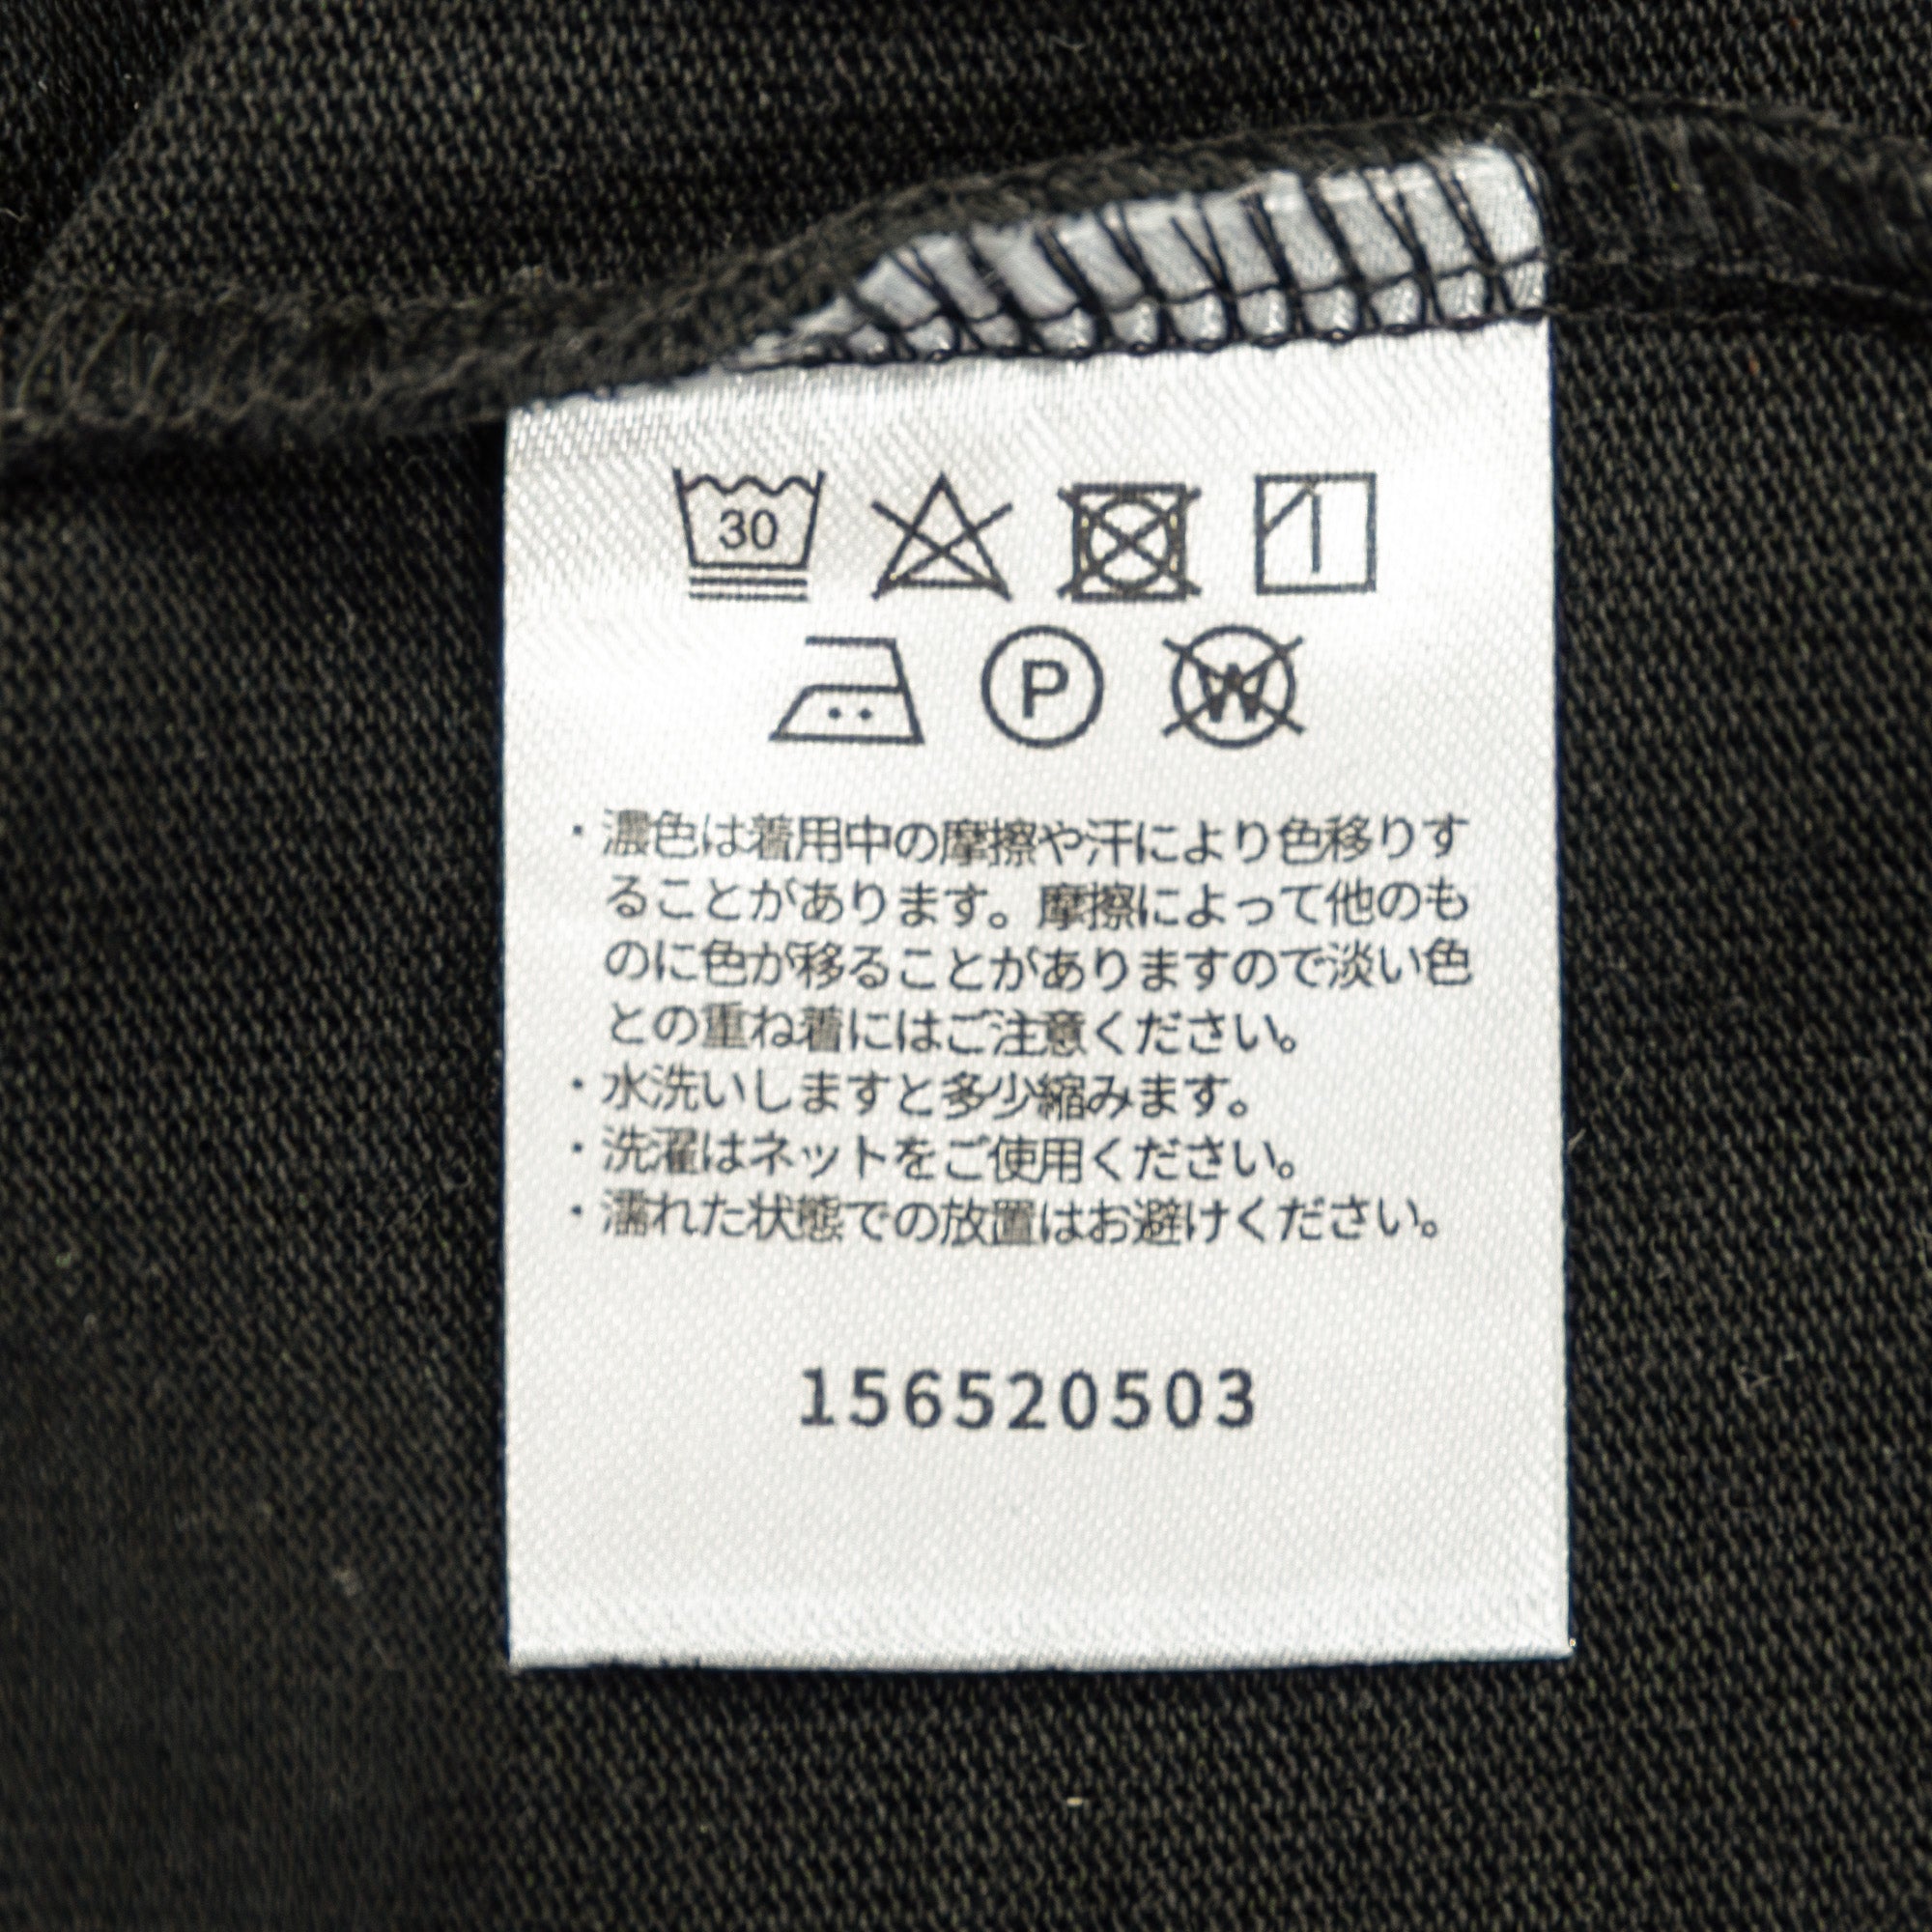 30
P
W
・濃色は着用中の摩擦や汗により色移りす
ることがあります。摩擦によって他のも
のに色が移ることがありますので淡い色
との重ね着にはご注意ください。
・水洗いしますと多少縮みます。
・洗濯はネットをご使用ください。
・濡れた状態での放置はお避けください。
156520503